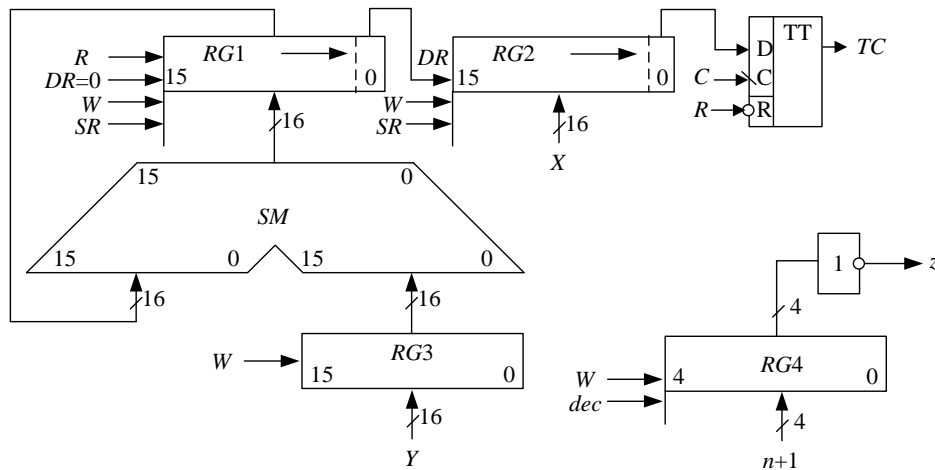 R
DR=0
W
SR
RG1
15
0
DR
W
SR
RG2
15
0
D
C
R
TT
TC
C
R
16
16
X
15
0
SM
15
0
15
0
16
16
W
RG3
15
0
16
Y
1
z
4
W
dec
RG4
4
0
4
n+1